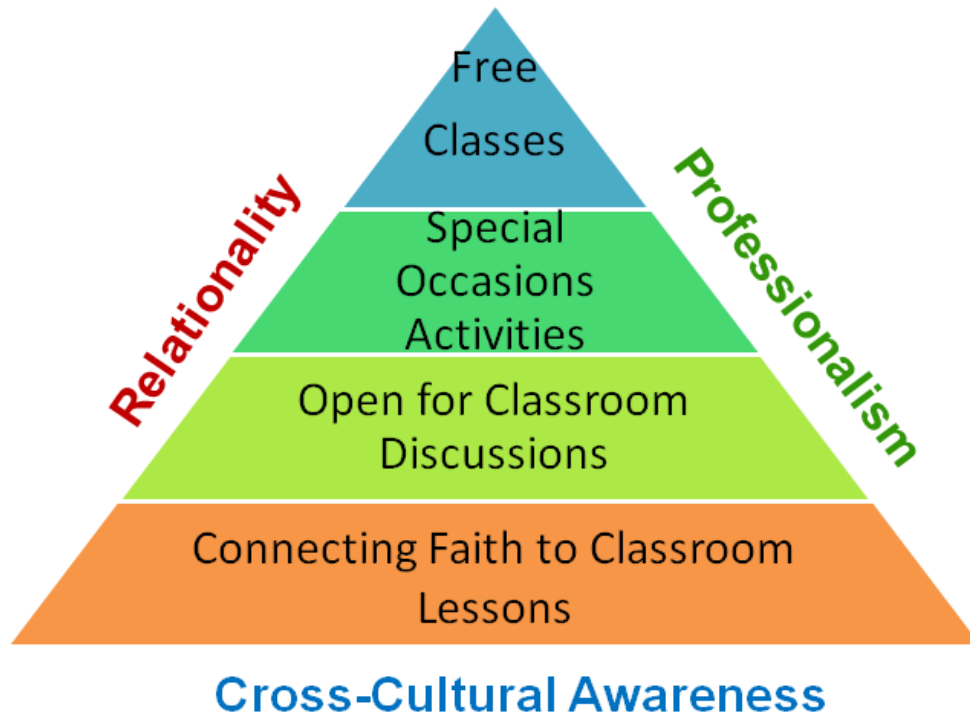 Free
Classes
Relationality
Professionalism
Special
Occasions
Activities
Open for Classroom
Discussions
Connecting Faith to Classroom
Lessons
Cross-Cultural Awareness